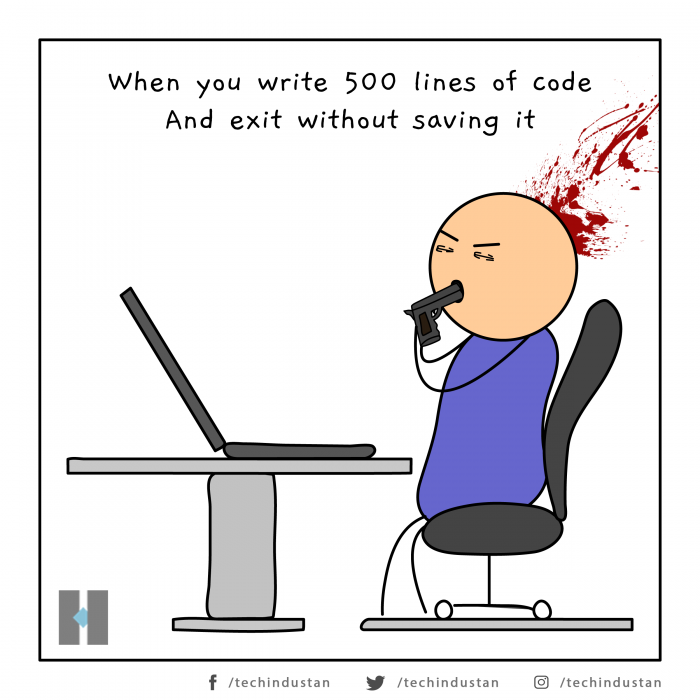 When you write 500 lines of code
And exit without saving it
/techindustan /techindustan /techindustan